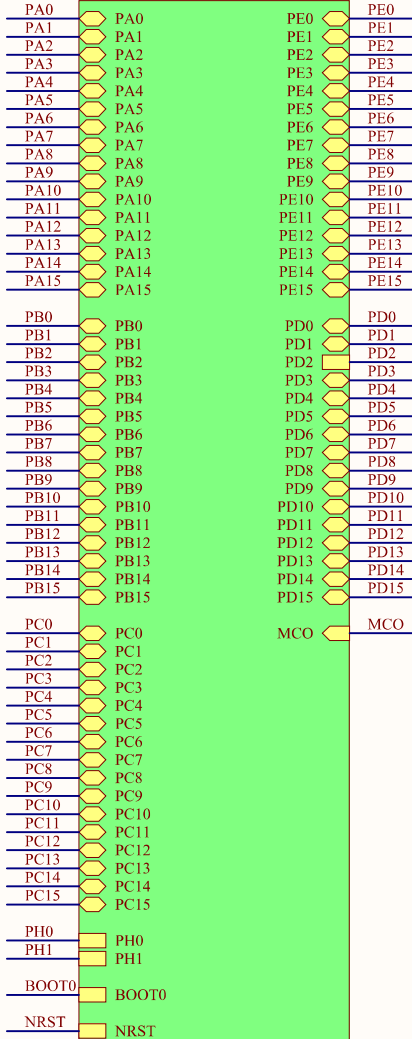 PA0 PA0 PE0 PE0
PA1 PA1 PE1 PE1
PA2 PA2 PE2 PE2
PA3 PA3 PE3 PE3
PA4 PA4 PE4 PE4
PA5 PA5 PE5 PE5
PA6 PA6 PE6 PE6
PA7 PA7 PE7 PE7
PA8 PA8 PE8 PE8
PA9 PA9 PE9 PE9
PA10 PA10 PE10 PE10
PA11 PA11 PE11 PE11
PA12 PA12 PE12 PE12
PA13 PA13 PE13 PE13
PA14 PA14 PE14 PE14
PA15 PA15 PE15 PE15
PB0 PB0 PD0 PD0
PB1 PB1 PD1 PD1
PB2 PB2 PD2 PD2
PB3 PB3 PD3 PD3
PB4 PB4 PD4 PD4
PB5 PB5 PD5 PD5
PB6 PB6 PD6 PD6
PB7 PB7 PD7 PD7
PB8 PB8 PD8 PD8
PB9 PB9 PD9 PD9
PB10 PB10 PD10 PD10
PB11 PB11 PD11 PD11
PB12 PB12 PD12 PD12
PB13 PB13 PD13 PD13
PB14 PB14 PD14 PD14
PB15 PB15 PD15 PD15
PC0 PC0 MCO MCO
PC1 PC1
PC2 PC2
PC3 PC3
PC4 PC4
PC5 PC5
PC6 PC6
PC7 PC7
PC8 PC8
PC9 PC9
PC10 PC10
PC11 PC11
PC12 PC12
PC13 PC13
PC14 PC14
PC15 PC15
PH0 PH0
PH1 PH1
BOOT0 BOOT0
NRST NRST